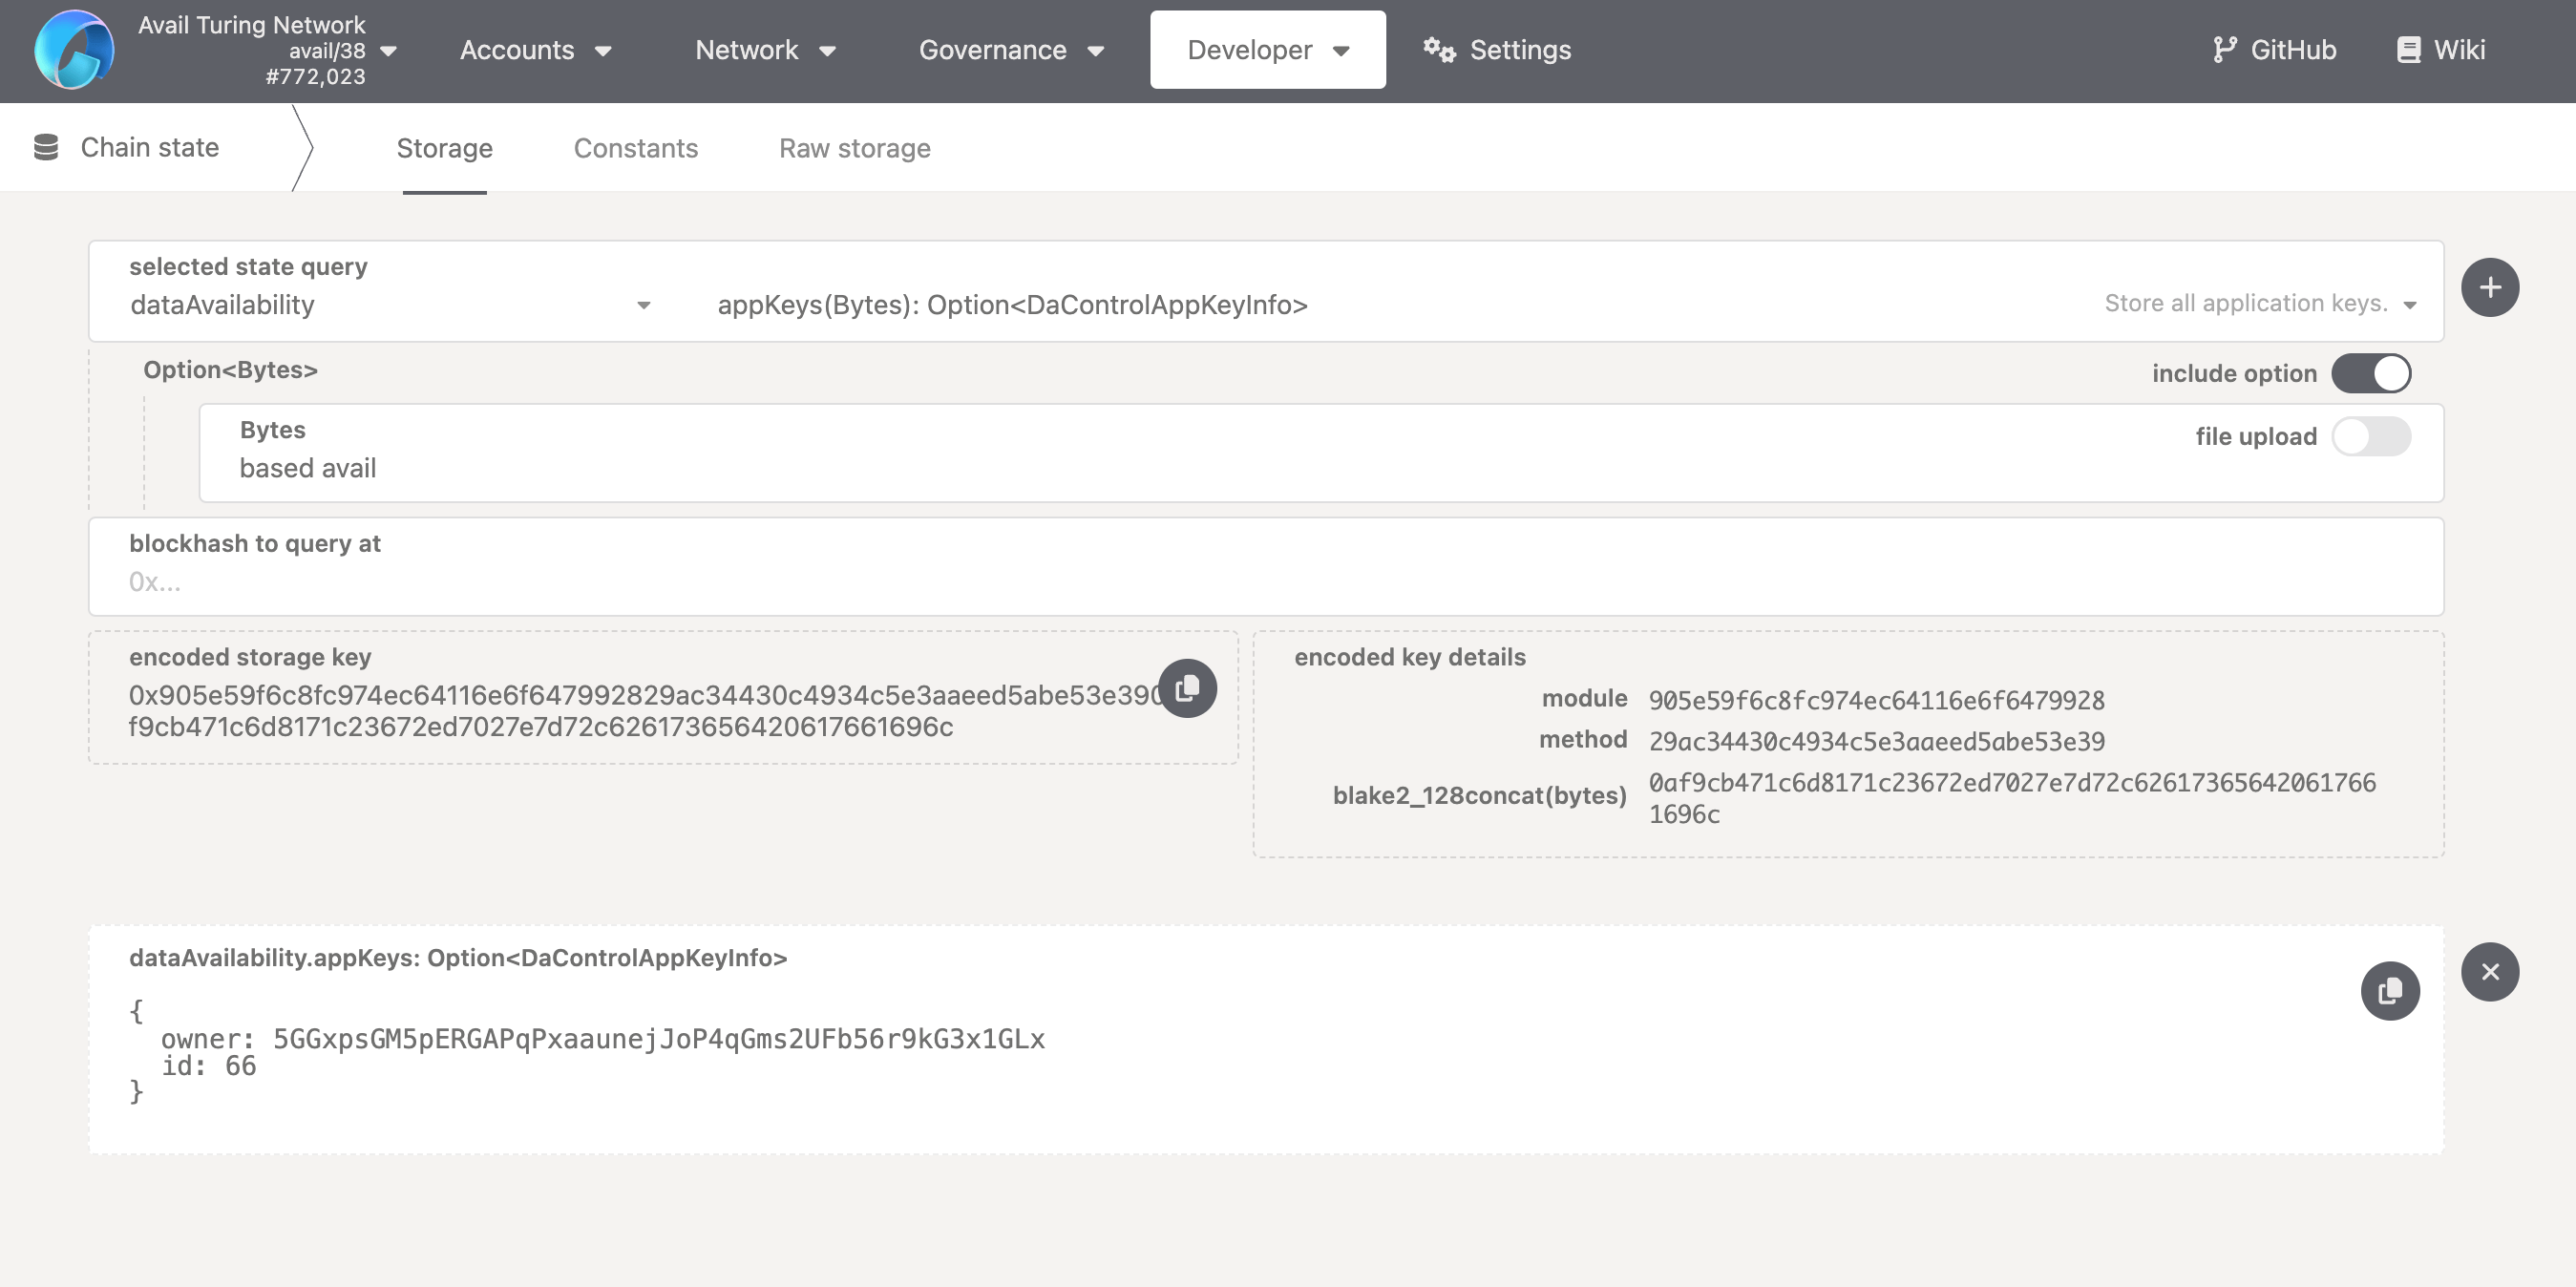 Avail Turing Network
avail/38
#772,023
Accounts
Network
Governance
Developer
Settings
GitHub
Wiki
Chain state
Storage
Constants
Raw storage
selected state query
dataAvailability
appKeys(Bytes): Option<DaControlAppKeyInfo>
Store all application keys.
Option<Bytes>
include option
Bytes
file upload
based avail
blockhash to query at
0x...
encoded storage key
0x905e59f6c8fc974ec64116e6f647992829ac34430c4934c5e3aaeed5abe53e390
f9cb471c6d8171c23672ed7027e7d72c6261736564206176​61696c
encoded key details
module 905e59f6c8fc974ec64116e6f6479928
method 29ac34430c4934c5e3aaeed5abe53e39
blake2_128concat(bytes) 0af9cb471c6d8171c23672ed7027e7d72c62617365642061766
1696c
dataAvailability.appKeys: Option<DaControlAppKeyInfo>
{
owner: 5GGxpsGM5pERGAPqPxaaunejJoP4qGms2UFb56r9kG3x1GLx
id: 66
}